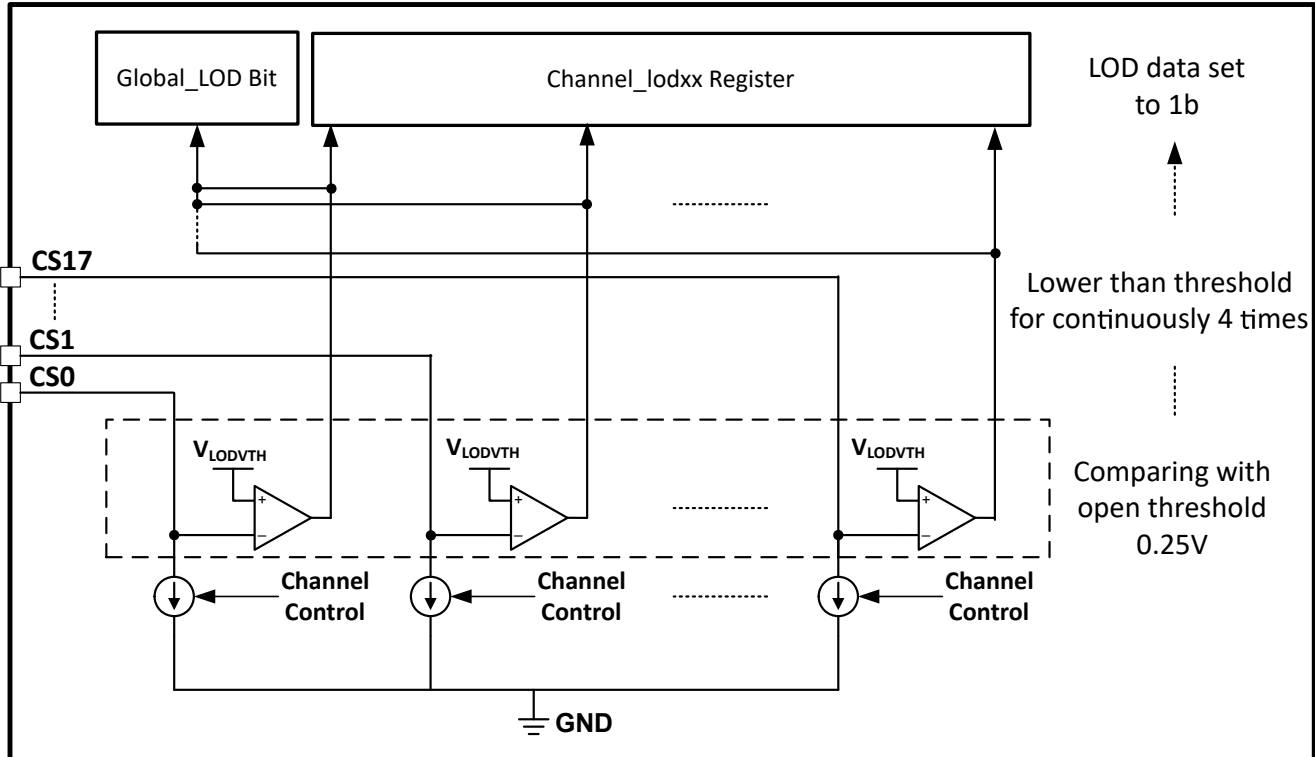 Global_LOD Bit
Channel_lodxx Register
LOD data set
to 1b
CS17
CS1
CS0
Lower than threshold
for continuously 4 times
VLODVTH
+
−
VLODVTH
+
−
VLODVTH
+
−
Comparing with
open threshold
0.25V
Channel
Control
Channel
Control
Channel
Control
GND